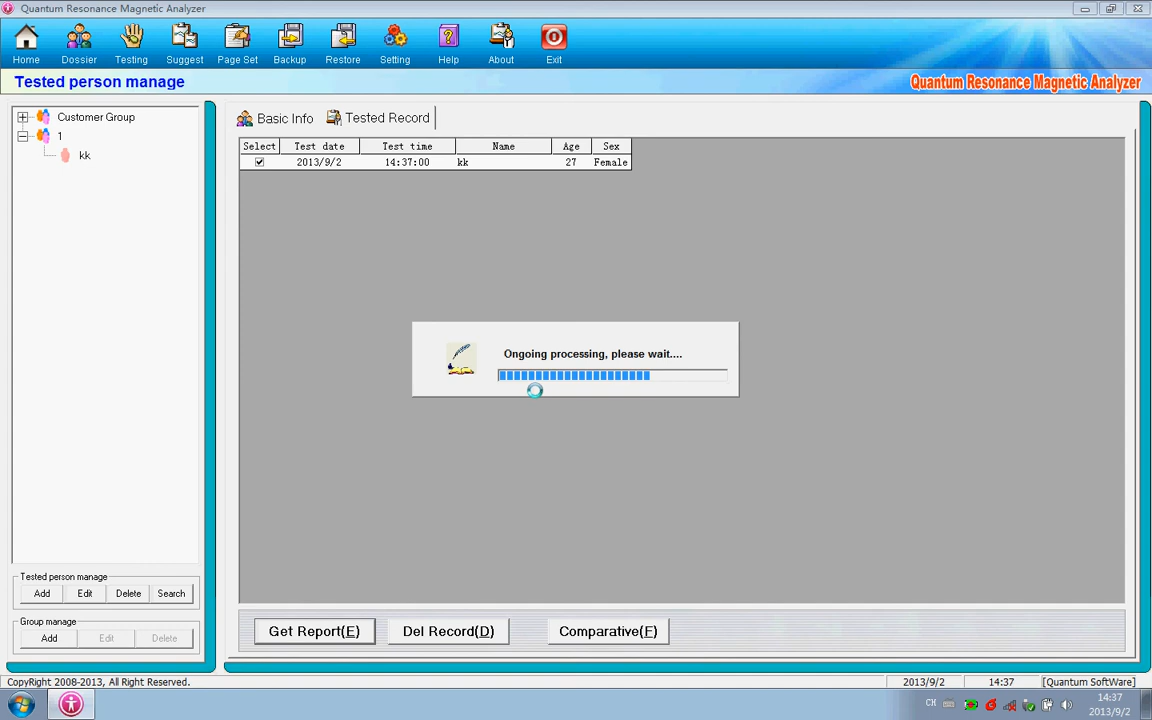 Quantum Resonance Magnetic Analyzer
Home Dossier Testing Suggest Page Set Backup Restore Setting Help About Exit
Tested person manage
Quantum Resonance Magnetic Analyzer
Customer Group
1
kk
Basic Info Tested Record
Select Test date Test time Name Age Sex
2013/9/2 14:37:00 kk 27 Female
Ongoing processing, please wait....
Tested person manage
Add Edit Delete Search
Group manage
Add Edit Delete
Get Report(E) Del Record(D) Comparative(F)
CopyRight 2008-2013, All Right Reserved. 2013/9/2 14:37 [Quantum SoftWare]
CH
14:37
2013/9/2